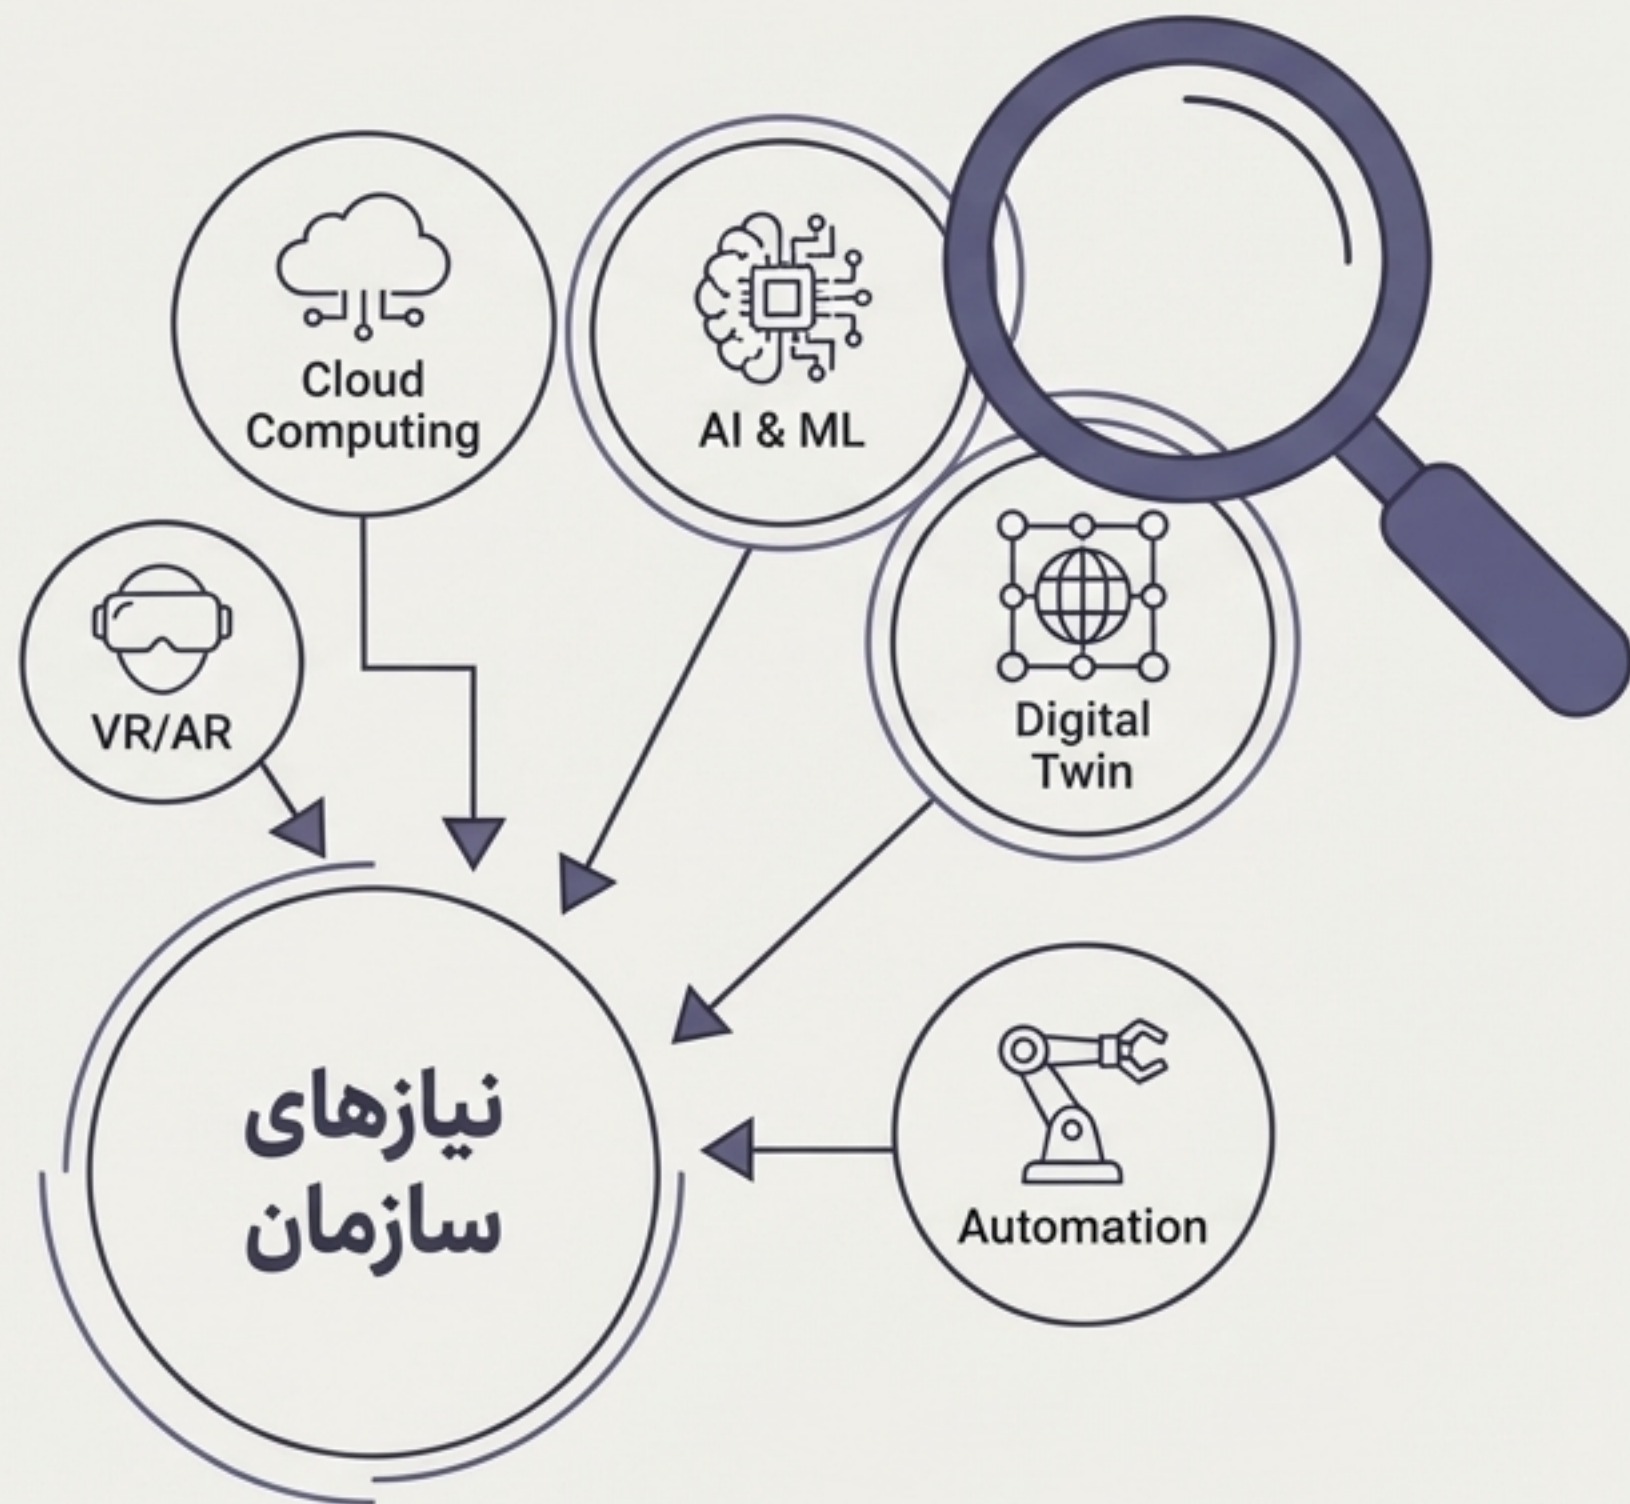 Cloud
Computing
AI & ML
VR/AR
Digital
Twin
نیازهای
سازمان
Automation